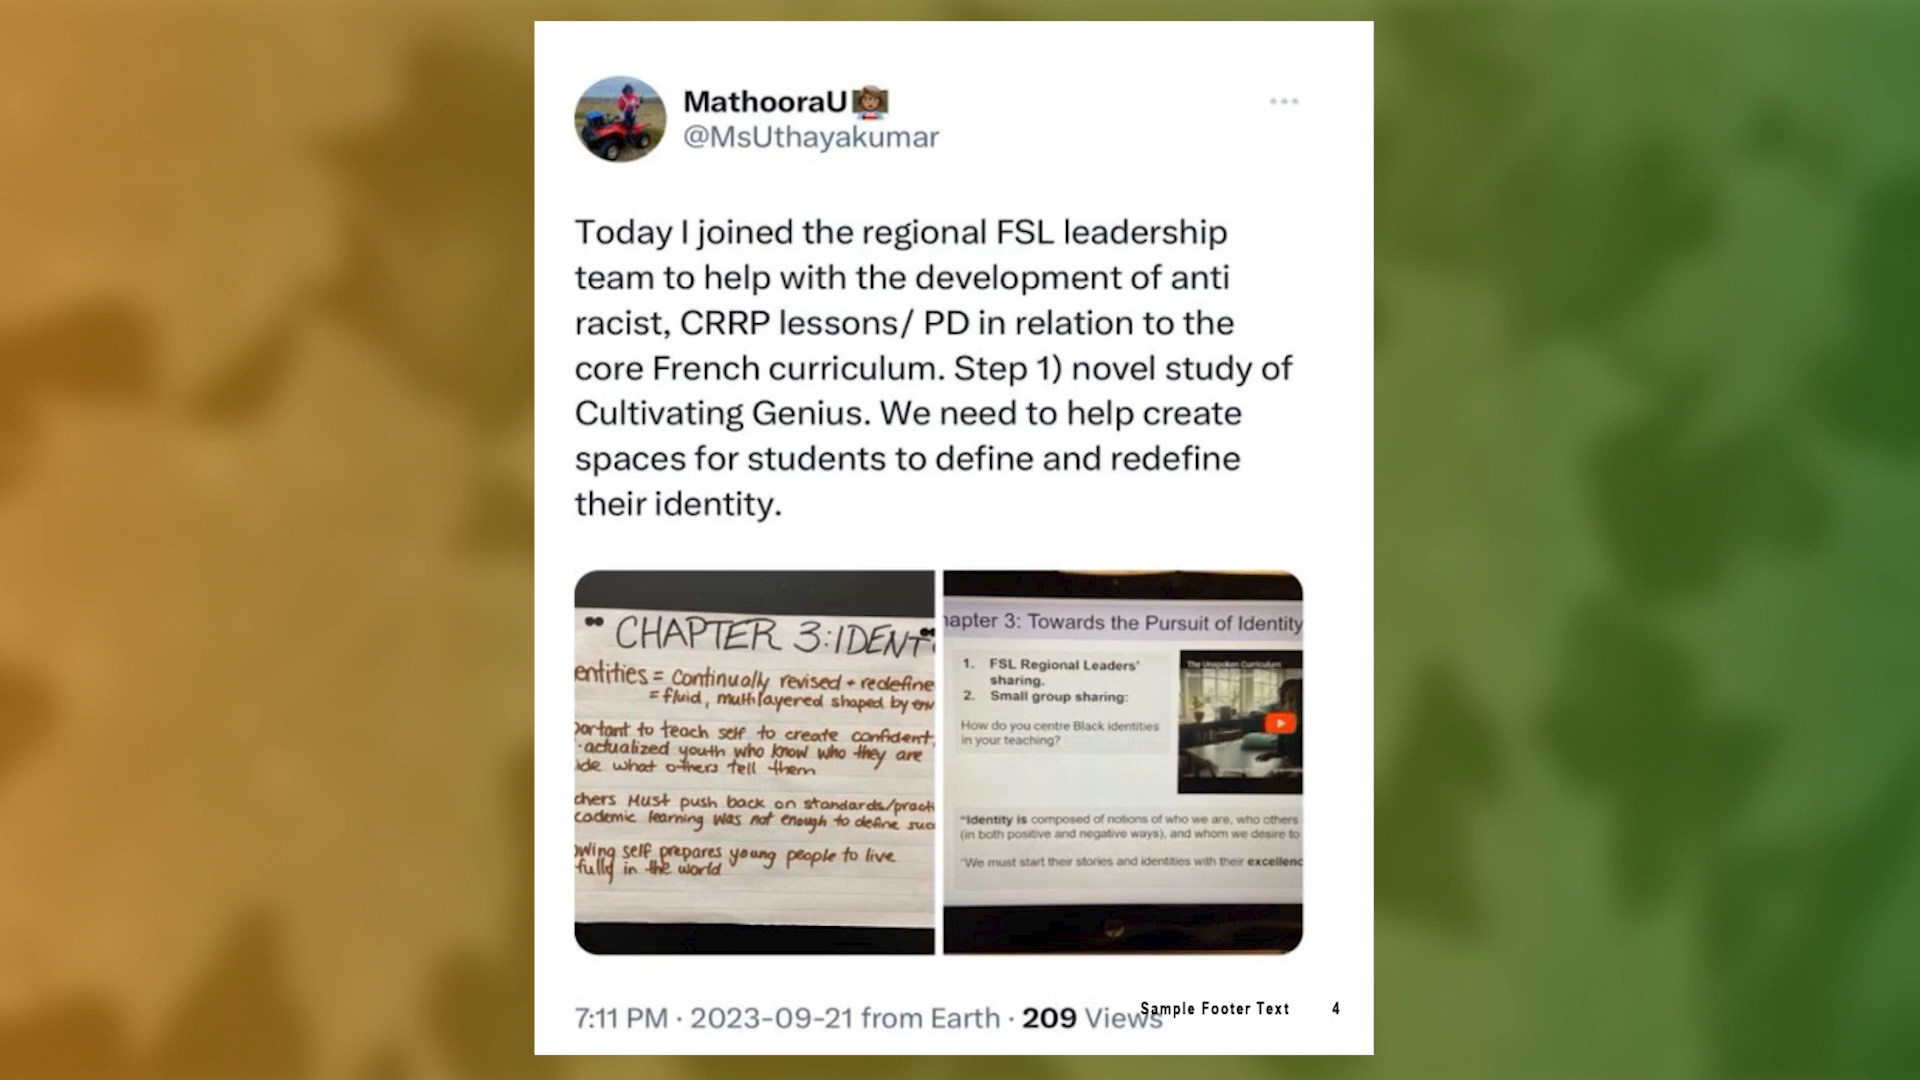 MathooraU
@MsUthayakumar
Today I joined the regional FSL leadership
team to help with the development of anti
racist, CRRP lessons/ PD in relation to the
core French curriculum. Step 1) novel study of
Cultivating Genius. We need to help create
spaces for students to define and redefine
their identity.
CHAPTER 3: IDENT
entities = continually revised + redefine
= fluid, multilayered shaped by env
portant to teach self to create confident,
-actualized youth who know who they are
ide what others tell them
chers must push back on standards/practi
cademic learning was not enough to define succ
owing self prepares young people to live
fully in the world
hapter 3: Towards the Pursuit of Identity
1. FSL Regional Leaders'
sharing.
2. Small group sharing:
How do you centre Black identities
in your teaching?
The Unspoken Curriculum
"Identity is composed of notions of who we are, who others
(in both positive and negative ways), and whom we desire to
"We must start their stories and identities with their excellenc
7:11 PM · 2023-09-21 from Earth · 209 Views
Sample Footer Text 4